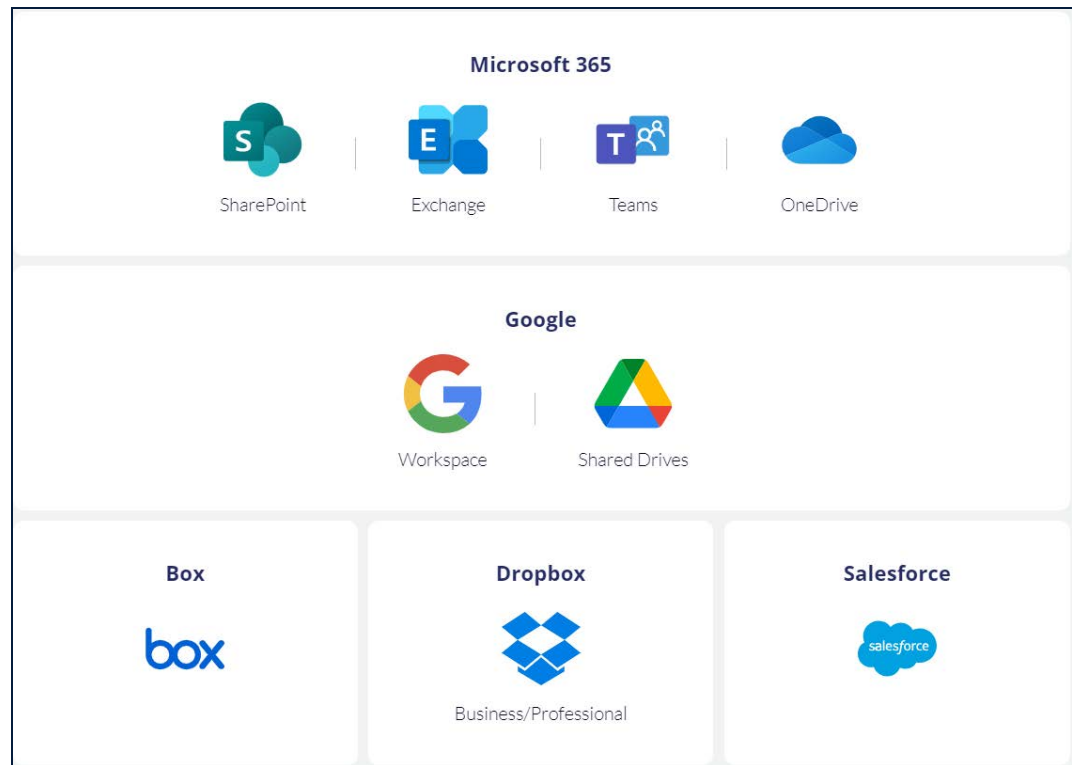 Microsoft 365
S
E
T
SharePoint
Exchange
Teams
OneDrive
Google
Workspace
Shared Drives
Box
Dropbox
Salesforce
box
salesforce
Business/Professional